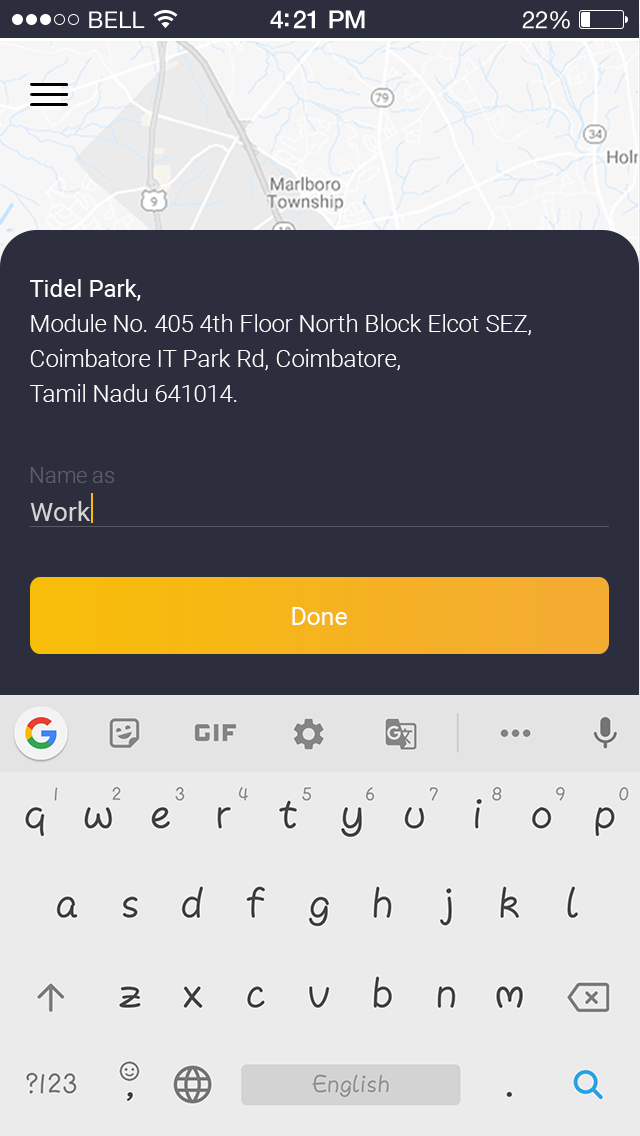 BELL 4:21 PM 22%
79
34
Holr
Marlboro
Township
9
Tidel Park,
Module No. 405 4th Floor North Block Elcot SEZ,
Coimbatore IT Park Rd, Coimbatore,
Tamil Nadu 641014.
Name as
Work
Done
G GIF G
1 2 3 4 5 6 7 8 9 0
q w e r t y u i o p
a s d f g h j k l
z x c v b n m
?123 , English .